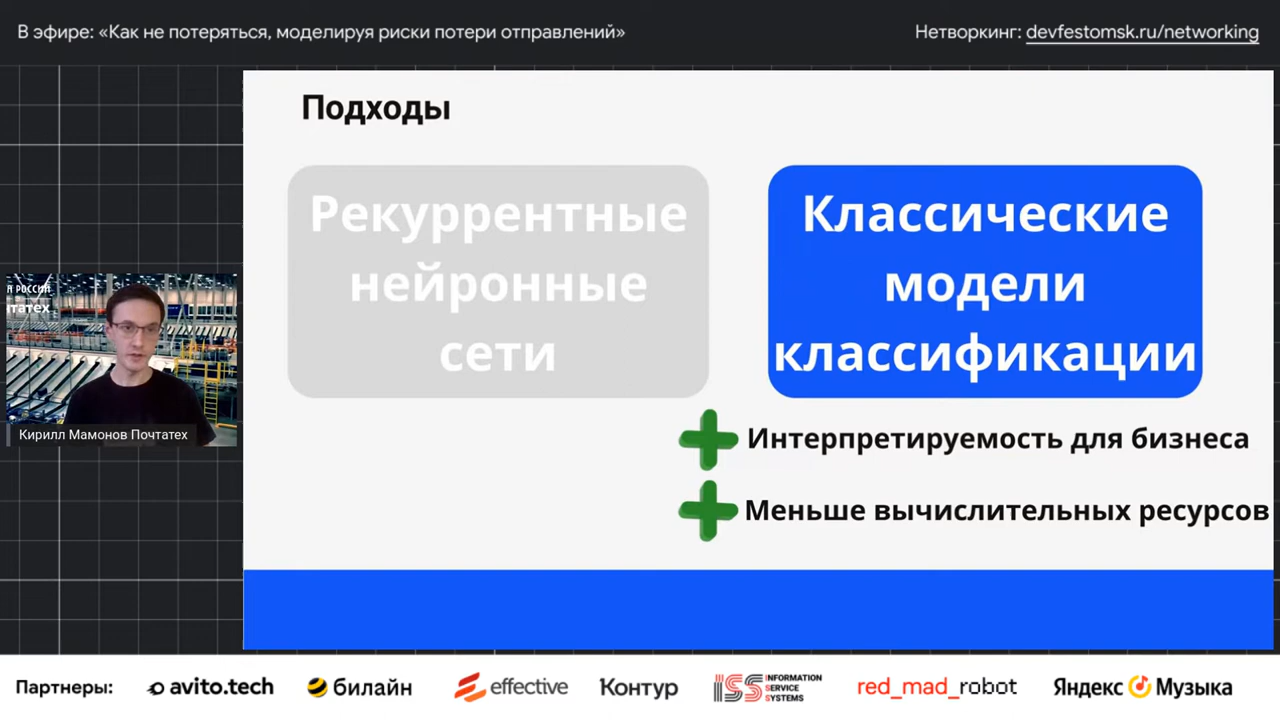 В эфире: «Как не потеряться, моделируя риски потери отправлений»
Нетворкинг: devfestomsk.ru/networking
Подходы
Рекуррентные
нейронные
сети
Классические
модели
классификации
Интерпретируемость для бизнеса
Меньше вычислительных ресурсов
Кирилл Мамонов Почтатех
Партнеры:
avito.tech
билайн
effective
Контур
ISS INFORMATION
SERVICE
SYSTEMS
red_mad_robot
Яндекс Музыка